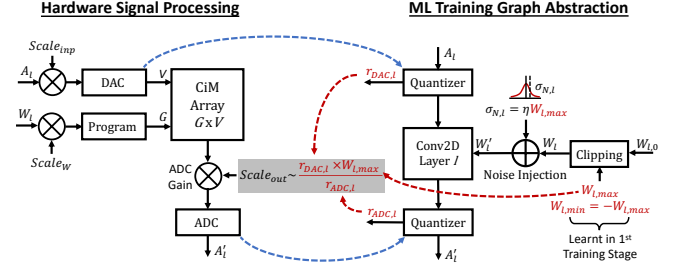 Hardware Signal Processing
ML Training Graph Abstraction
Scale_inp
A_l
DAC
V
W_l
Program
G
Scale_W
CiM
Array
GxV
ADC
Gain
Scale_out ~ r_DAC,l × W_l,max / r_ADC,l
ADC
A'_l
A_l
r_DAC,l
Quantizer
Conv2D
Layer l
W'_l
σ_N,l
σ_N,l = ηW_l,max
W_l
Noise Injection
Clipping
W_l,0
W_l,max
W_l,min = −W_l,max
Learnt in 1st
Training Stage
r_ADC,l
Quantizer
A'_l